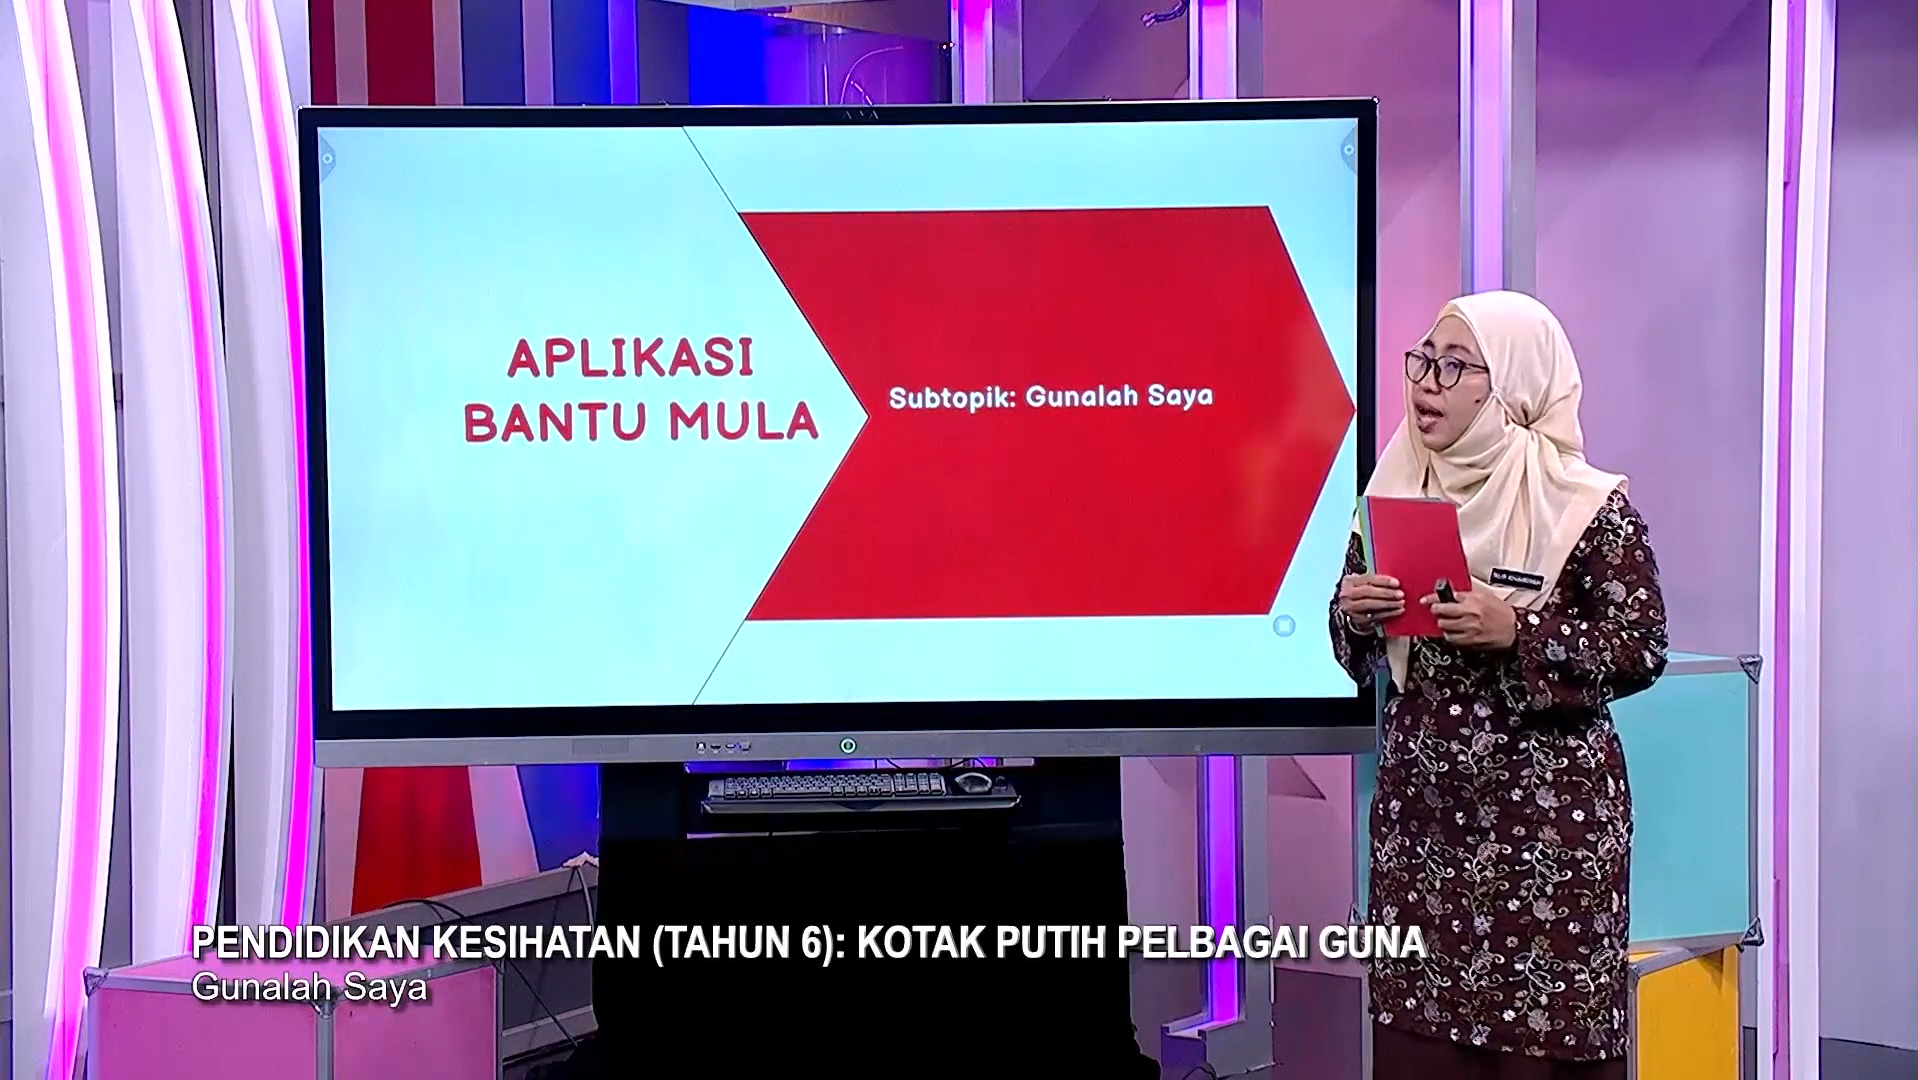 APLIKASI
BANTU MULA
Subtopik: Gunalah Saya
PENDIDIKAN KESIHATAN (TAHUN 6): KOTAK PUTIH PELBAGAI GUNA
Gunalah Saya